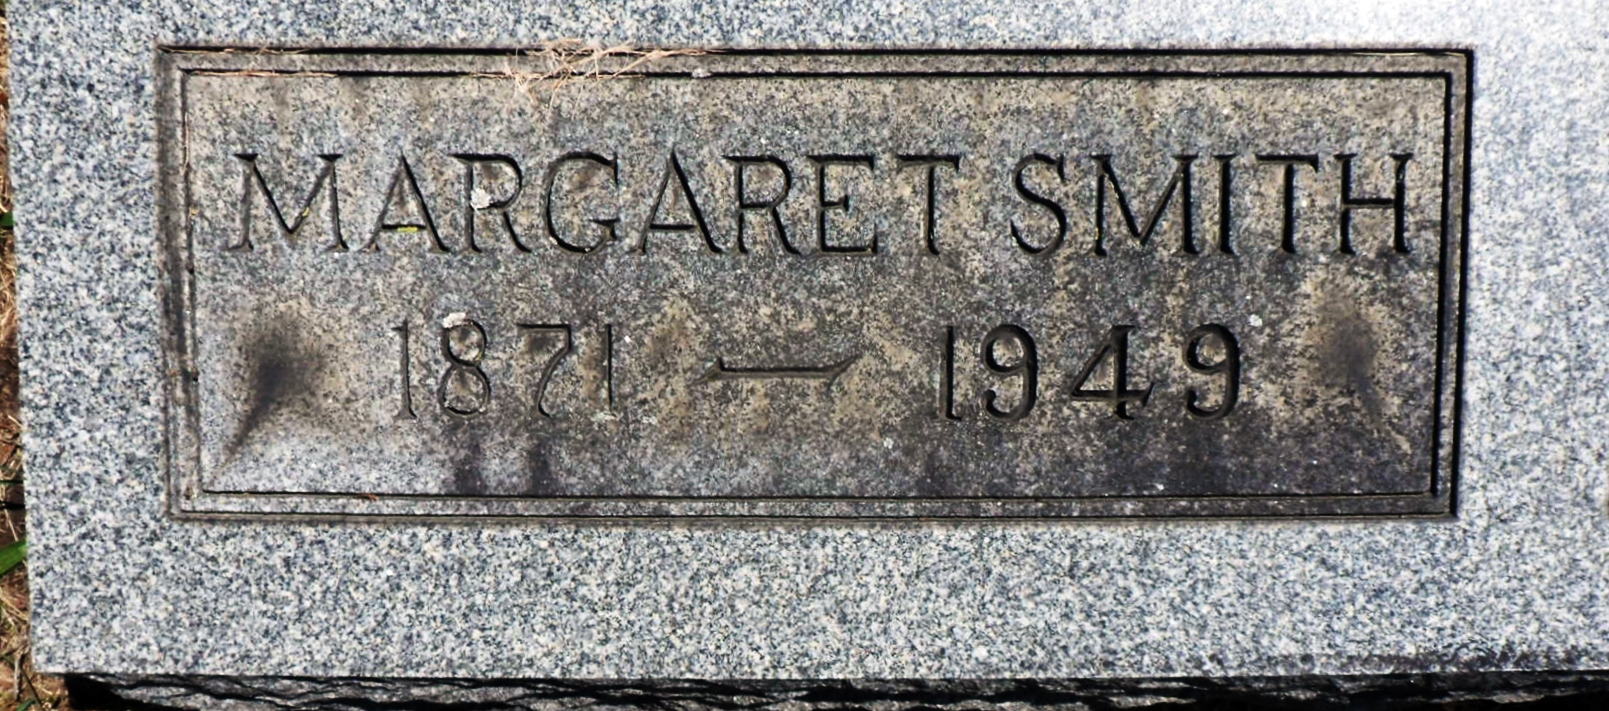 MARGARET SMITH
1871 — 1949